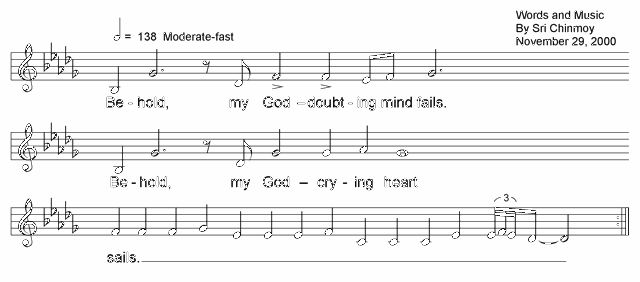 Words and Music
By Sri Chinmoy
November 29, 2000
= 138 Moderate-fast
Be - hold, my God - doubt - ing mind fails.
Be - hold, my God - cry - ing heart
3
sails.